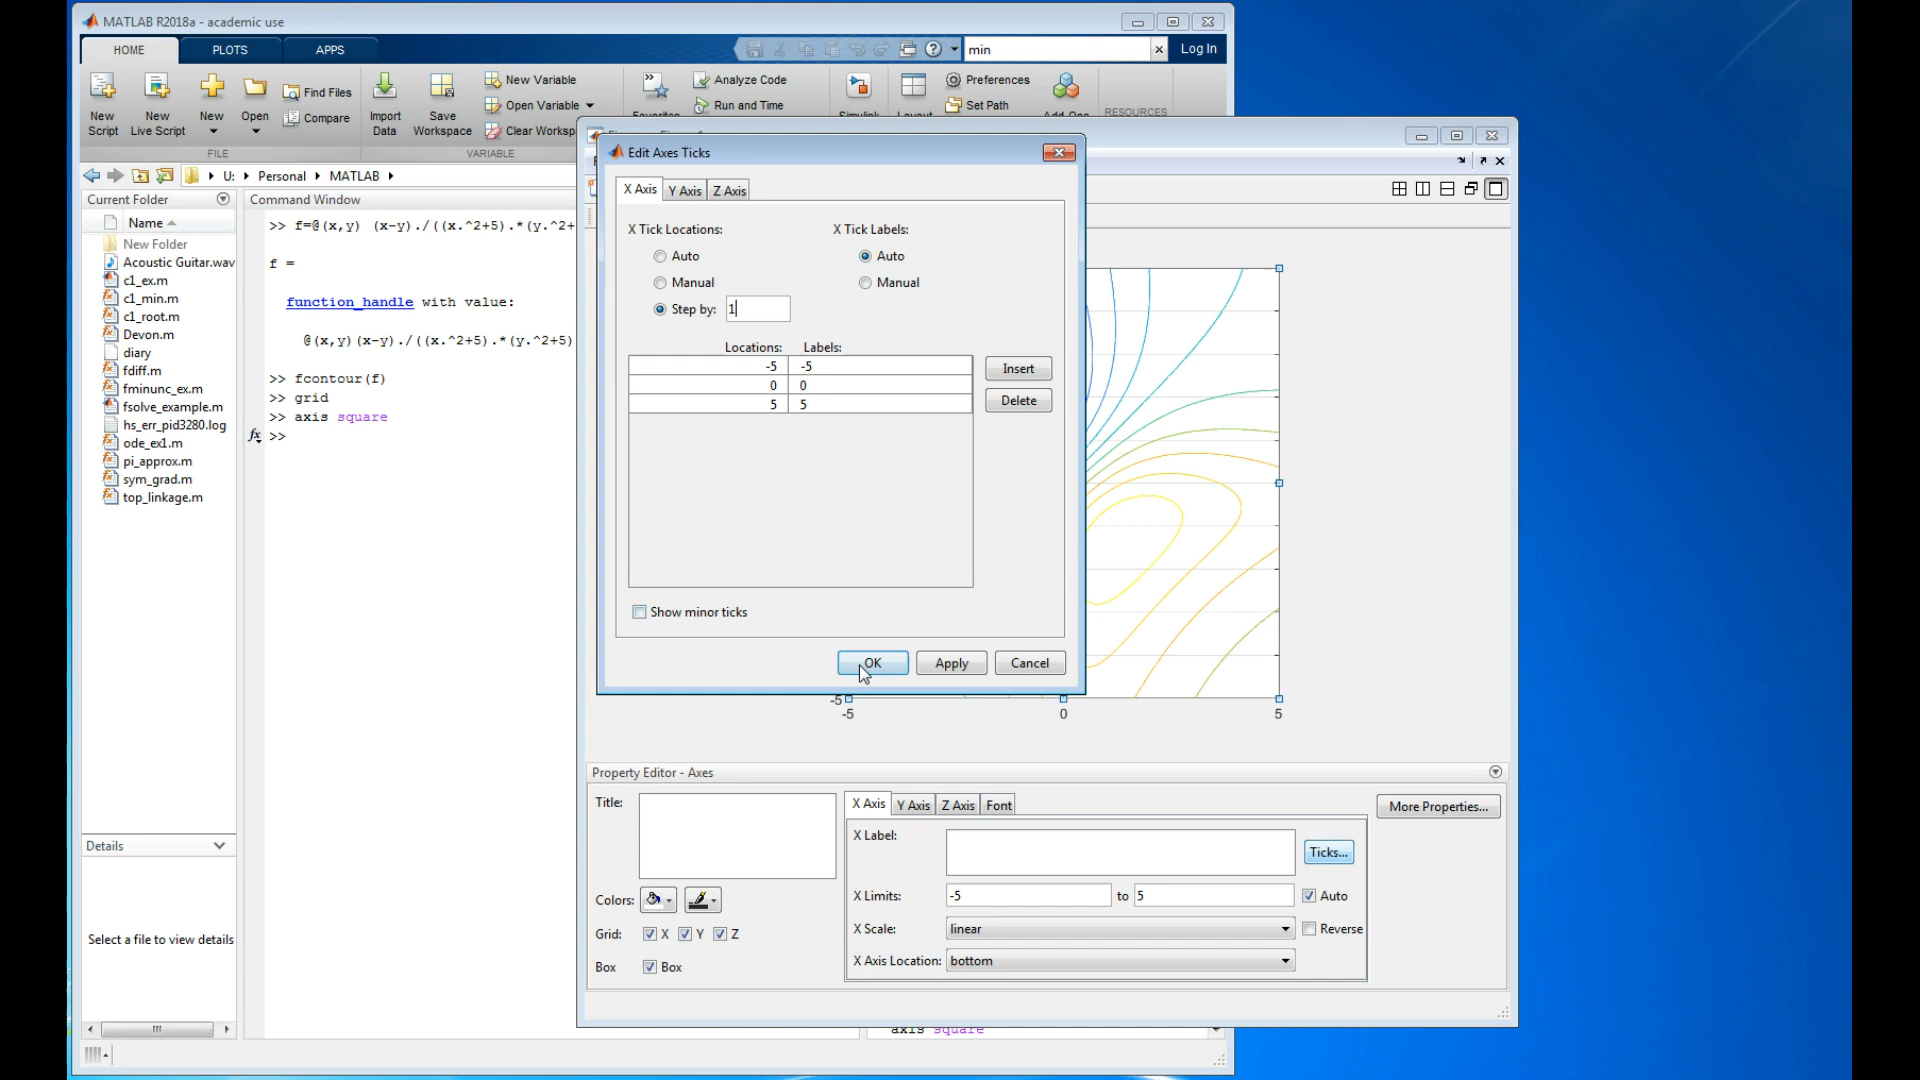 MATLAB R2018a - academic use
HOME PLOTS APPS
min
Log In
New Script
New Live Script
New
Open
Find Files
Compare
Import Data
Save Workspace
New Variable
Open Variable
Clear Worksp
Analyze Code
Run and Time
Preferences
Set Path
RESOURCES
FILE
VARIABLE
U: Personal MATLAB
Current Folder
Name
New Folder
Acoustic Guitar.wav
c1_ex.m
c1_min.m
c1_root.m
Devon.m
diary
fdiff.m
fminunc_ex.m
fsolve_example.m
hs_err_pid3280.log
ode_ex1.m
pi_approx.m
sym_grad.m
top_linkage.m
Details
Select a file to view details
Command Window
>> f=@(x,y) (x-y)./((x.^2+5).*(y.^2+
f =
function_handle with value:
@(x,y)(x-y)./((x.^2+5).*(y.^2+5)
>> fcontour(f)
>> grid
>> axis square
fx >>
Edit Axes Ticks
X Axis Y Axis Z Axis
X Tick Locations: X Tick Labels:
Auto Auto
Manual Manual
Step by: 1
Locations: Labels:
-5 -5
0 0
5 5
Insert
Delete
Show minor ticks
OK Apply Cancel
-5
-5 0 5
Property Editor - Axes
Title:
Colors:
Grid: X Y Z
Box Box
X Axis Y Axis Z Axis Font
More Properties...
X Label:
Ticks...
X Limits: -5 to 5 Auto
X Scale: linear Reverse
X Axis Location: bottom
axis square